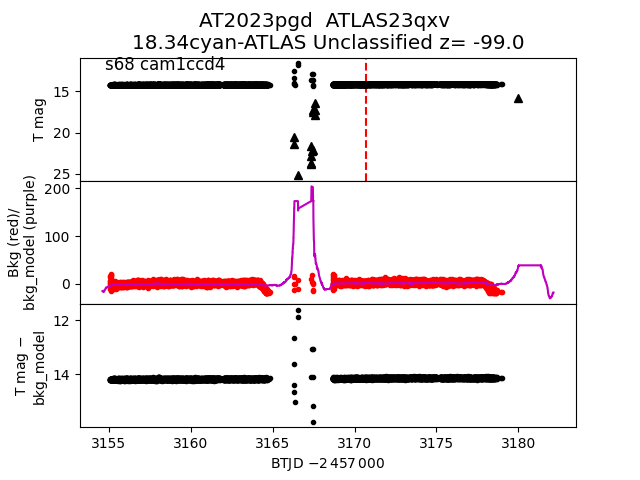 AT2023pgd  ATLAS23qxv
18.34cyan-ATLAS Unclassified z= -99.0
s68 cam1ccd4
T mag
15
20
25
Bkg (red)/
bkg_model (purple)
200
100
0
T mag −
bkg_model
12
14
3155 3160 3165 3170 3175 3180
BTJD −2 457 000